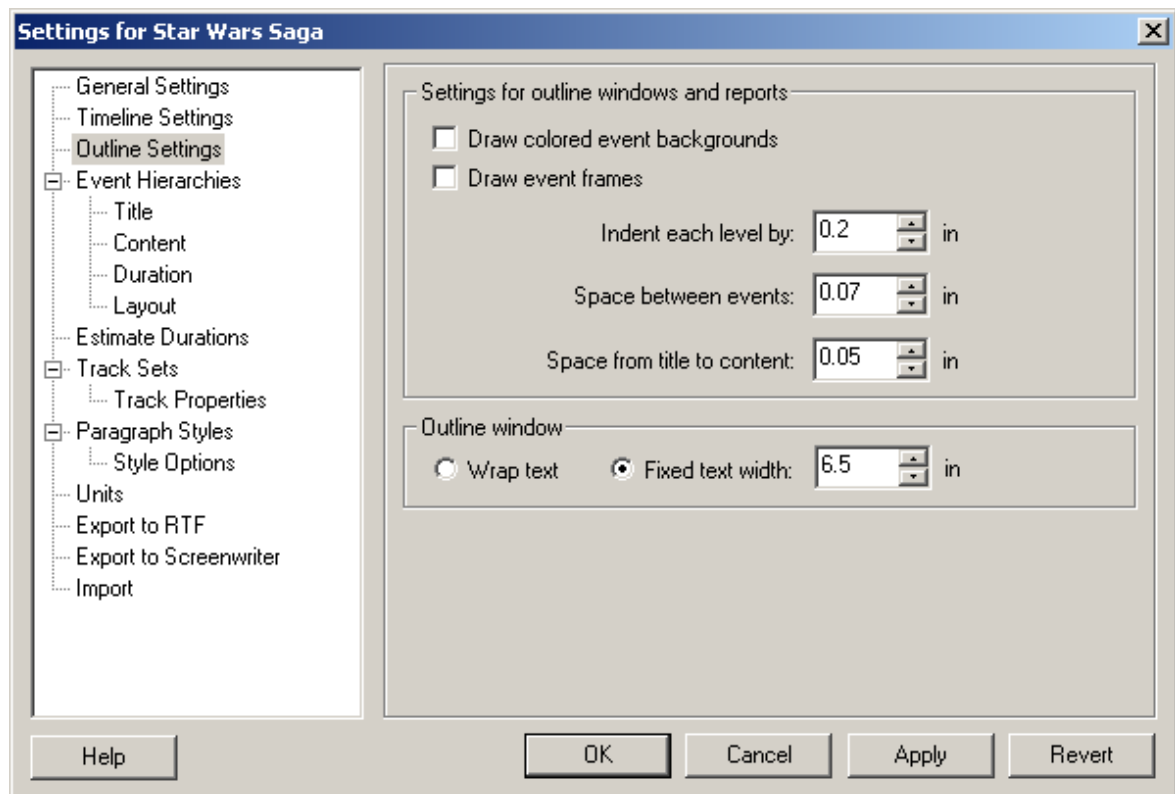 Settings for Star Wars Saga
General Settings
Timeline Settings
Outline Settings
Event Hierarchies
Title
Content
Duration
Layout
Estimate Durations
Track Sets
Track Properties
Paragraph Styles
Style Options
Units
Export to RTF
Export to Screenwriter
Import
Settings for outline windows and reports
Draw colored event backgrounds
Draw event frames
Indent each level by: 0.2 in
Space between events: 0.07 in
Space from title to content: 0.05 in
Outline window
Wrap text Fixed text width: 6.5 in
Help OK Cancel Apply Revert